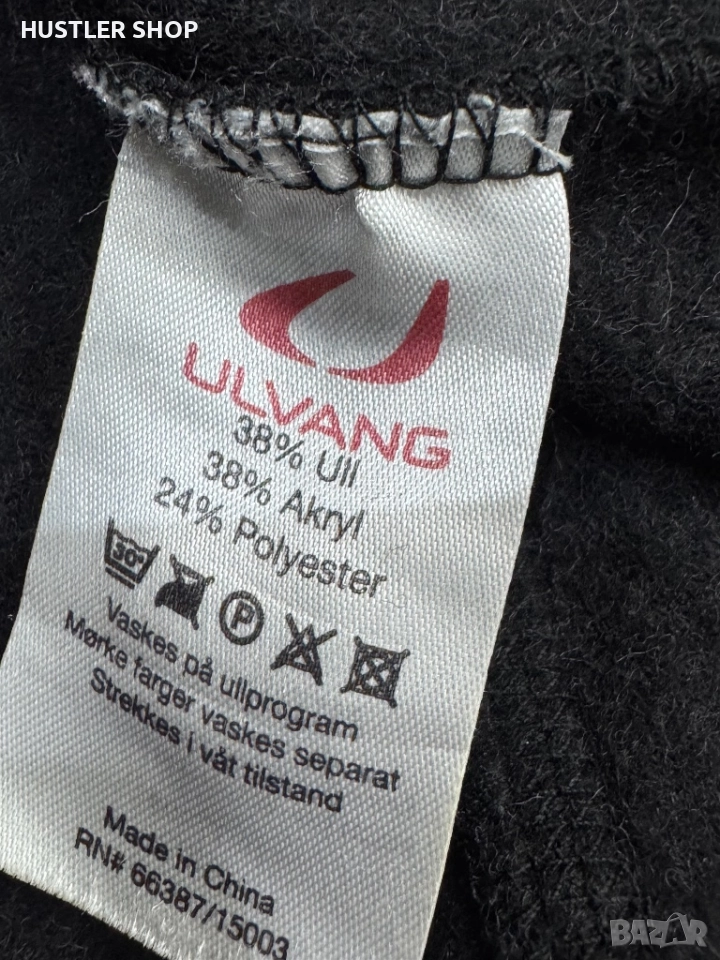 HUSTLER SHOP
ULVANG
38% Ull
38% Akryl
24% Polyester
30°
P
Vaskes på ullprogram
Mørke farger vaskes separat
Strekkes i våt tilstand
Made in China
RN# 66387/15003
BAZAR